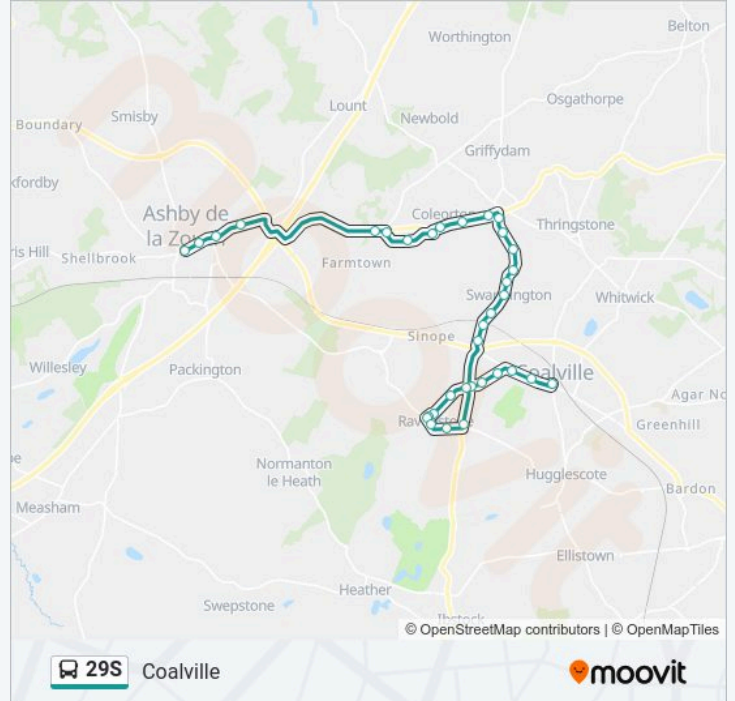 Belton
Worthington
Osgathorpe
Lount
Smisby
Newbold
Boundary
Griffydam
Ashby de
la Zou
Coleorton
Thringstone
ris Hill
Shellbrook
Farmtown
Swannington
Whitwick
Sinope
Willesley
Packington
Coalville
Agar No
Rav
Greenhill
Normanton
le Heath
Hugglescote
Bardon
Measham
Ellistown
Heather
Swepstone
Ibstock
© OpenStreetMap contributors | © OpenMapTiles
29S Coalville
moovit